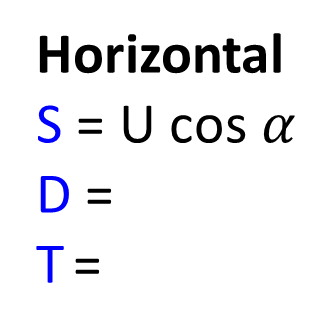 Horizontal
S = U cos α
D =
T =